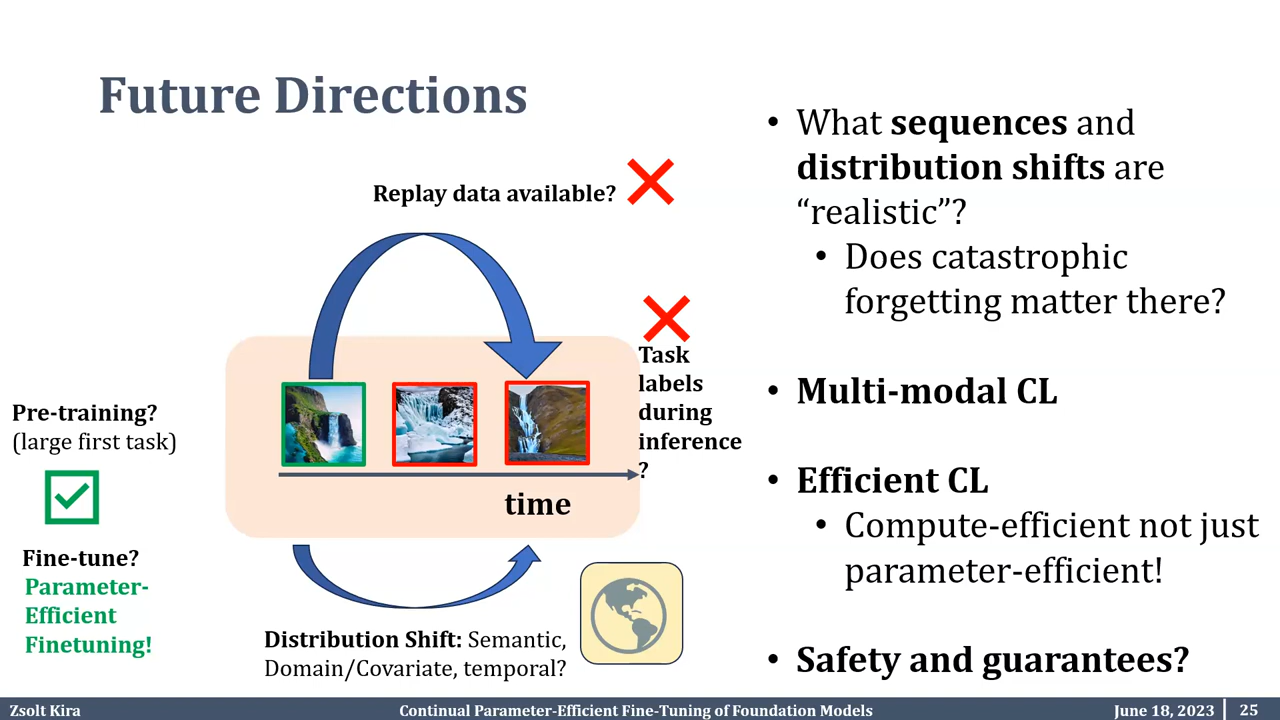 Future Directions
Replay data available?
Task
labels
during
inference
?
Pre-training?
(large first task)
time
Fine-tune?
Parameter-
Efficient
Finetuning!
Distribution Shift: Semantic,
Domain/Covariate, temporal?
• What sequences and
distribution shifts are
“realistic”?
• Does catastrophic
forgetting matter there?
• Multi-modal CL
• Efficient CL
• Compute-efficient not just
parameter-efficient!
• Safety and guarantees?
Zsolt Kira
Continual Parameter-Efficient Fine-Tuning of Foundation Models
June 18, 2023
25